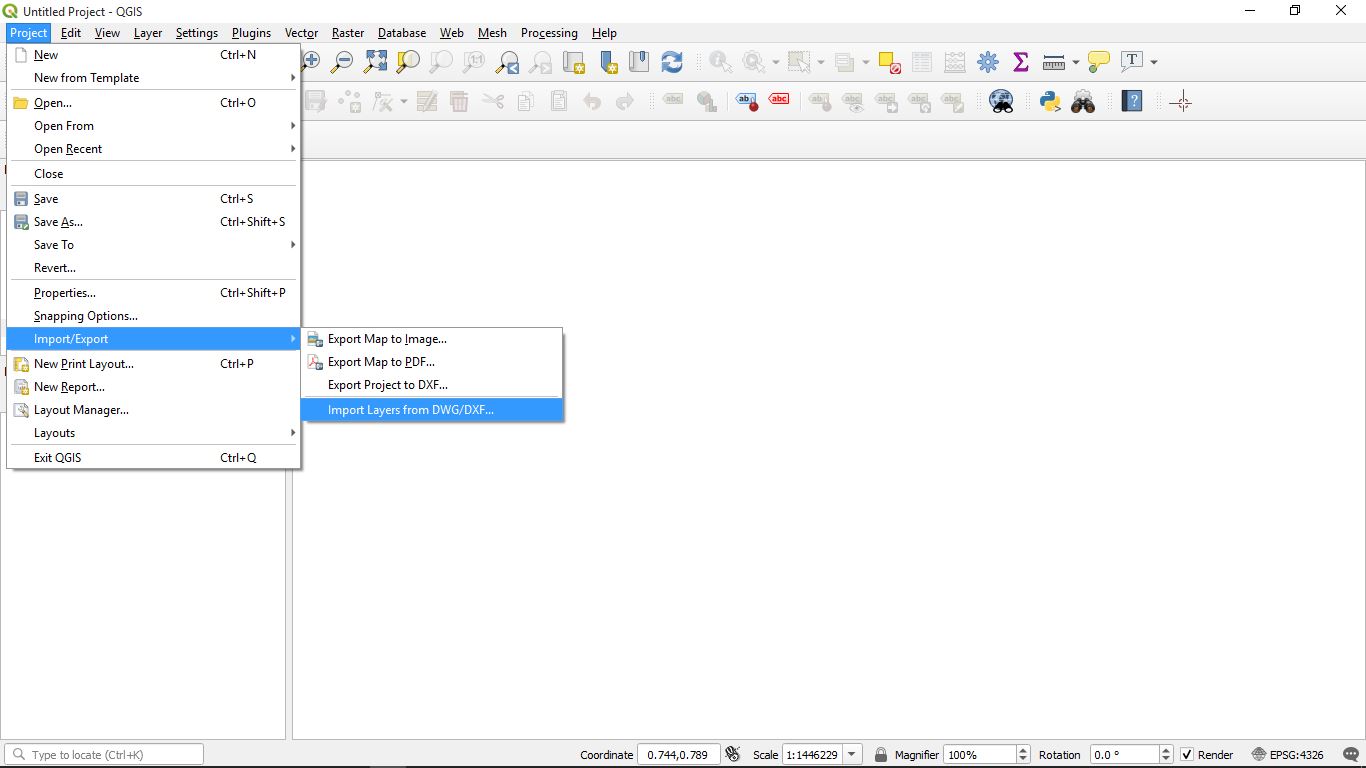 Untitled Project - QGIS
Project Edit View Layer Settings Plugins Vector Raster Database Web Mesh Processing Help
New Ctrl+N
New from Template
Open... Ctrl+O
Open From
Open Recent
Close
Save Ctrl+S
Save As... Ctrl+Shift+S
Save To
Revert...
Properties... Ctrl+Shift+P
Snapping Options...
Import/Export
Export Map to Image...
Export Map to PDF...
Export Project to DXF...
Import Layers from DWG/DXF...
New Print Layout... Ctrl+P
New Report...
Layout Manager...
Layouts
Exit QGIS Ctrl+Q
Type to locate (Ctrl+K) Coordinate 0.744,0.789 Scale 1:1446229 Magnifier 100% Rotation 0.0 ° Render EPSG:4326